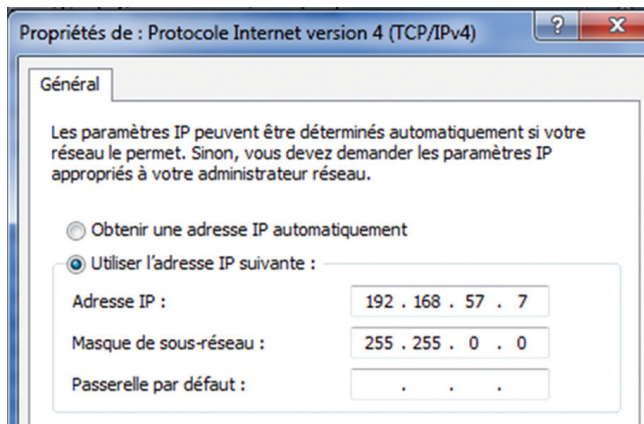 Propriétés de : Protocole Internet version 4 (TCP/IPv4)
Général
Les paramètres IP peuvent être déterminés automatiquement si votre
réseau le permet. Sinon, vous devez demander les paramètres IP
appropriés à votre administrateur réseau.
Obtenir une adresse IP automatiquement
Utiliser l'adresse IP suivante :
Adresse IP : 192 . 168 . 57 . 7
Masque de sous-réseau : 255 . 255 . 0 . 0
Passerelle par défaut : . . .